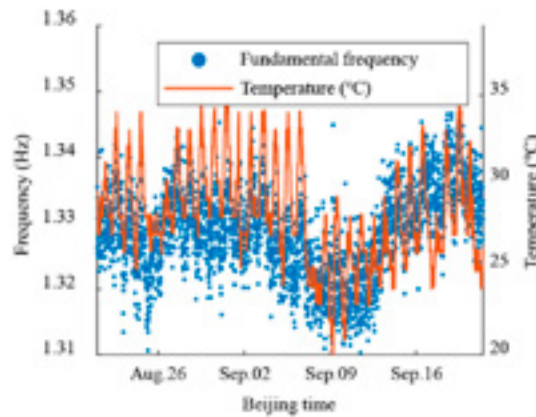 1.36
1.35
1.34
1.33
1.32
1.31
Frequency (Hz)
Fundamental frequency
Temperature (°C)
35
30
25
20
Temperature (°C)
Aug.26
Sep.02
Sep.09
Sep.16
Beijing time